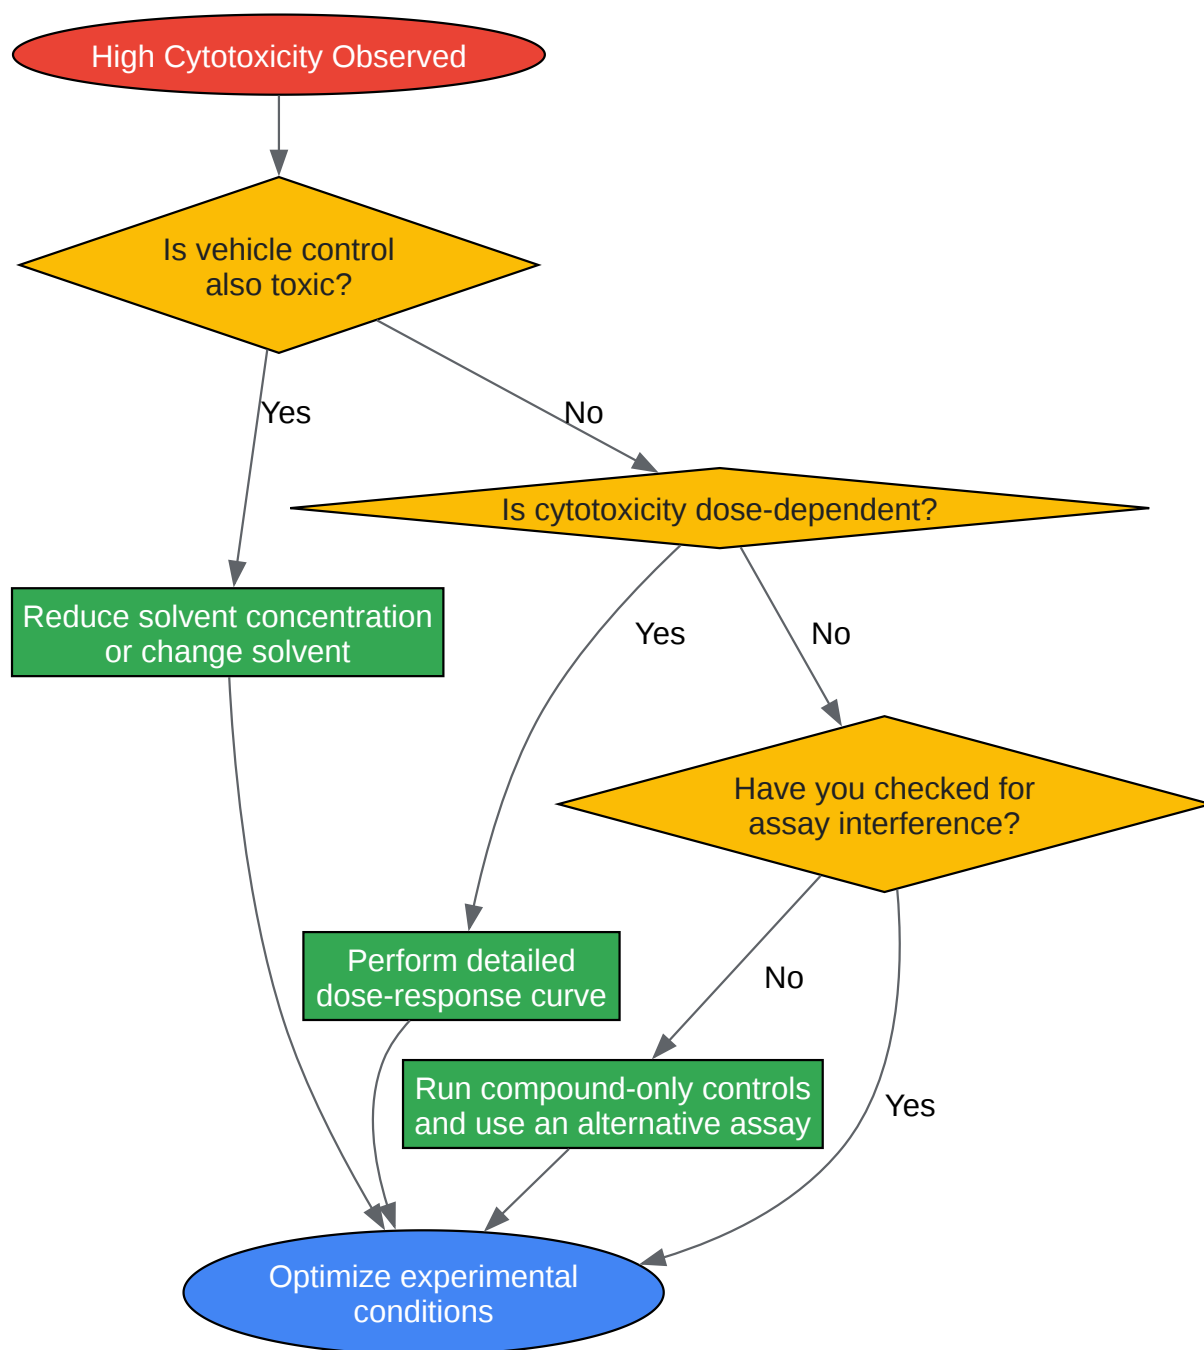 High Cytotoxicity Observed
Is vehicle control
also toxic?
Yes
No
Is cytotoxicity dose-dependent?
Reduce solvent concentration
or change solvent
Yes
No
Have you checked for
assay interference?
Perform detailed
dose-response curve
No
Run compound-only controls
and use an alternative assay
Yes
Optimize experimental
conditions